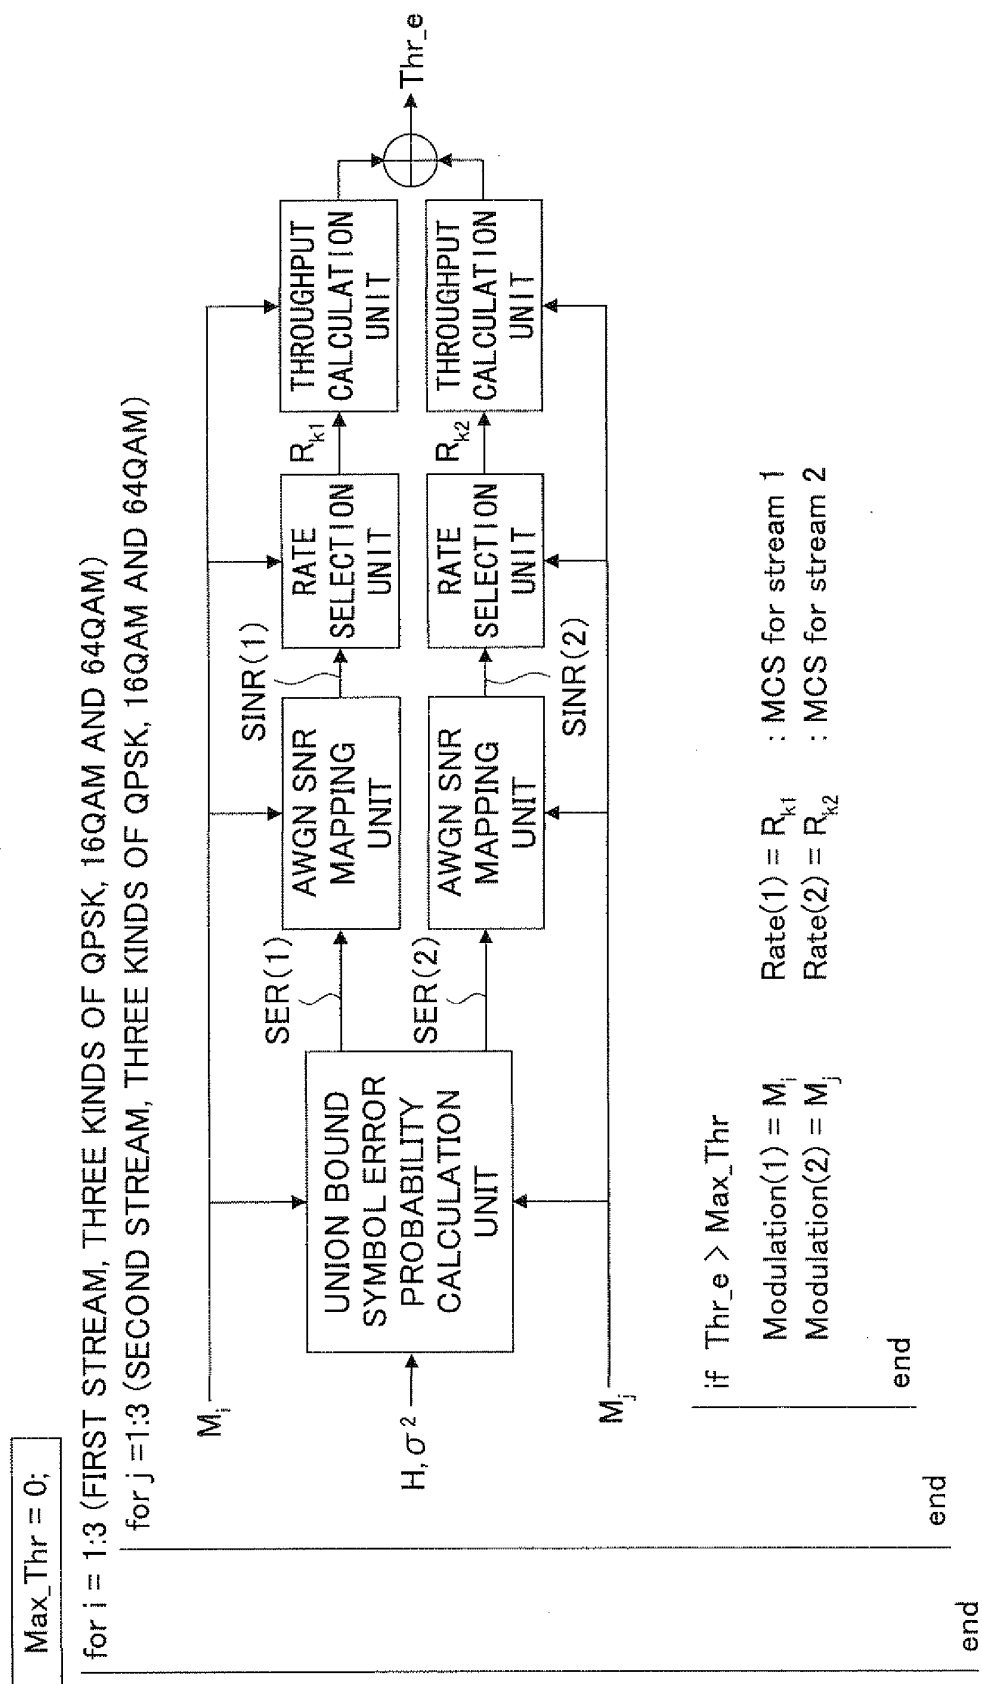 Max_Thr = 0;
for i = 1:3 (FIRST STREAM, THREE KINDS OF QPSK, 16QAM AND 64QAM)
for j =1:3 (SECOND STREAM, THREE KINDS OF QPSK, 16QAM AND 64QAM)
M_i
H, σ²
M_j
UNION BOUND
SYMBOL ERROR
PROBABILITY
CALCULATION
UNIT
SER(1)
SER(2)
AWGN SNR
MAPPING
UNIT
AWGN SNR
MAPPING
UNIT
SINR(1)
SINR(2)
RATE
SELECTION
UNIT
RATE
SELECTION
UNIT
R_k1
R_k2
THROUGHPUT
CALCULATION
UNIT
THROUGHPUT
CALCULATION
UNIT
Thr_e
if Thr_e > Max_Thr
Modulation(1) = M_i Rate(1) = R_k1 : MCS for stream 1
Modulation(2) = M_j Rate(2) = R_k2 : MCS for stream 2
end
end
end